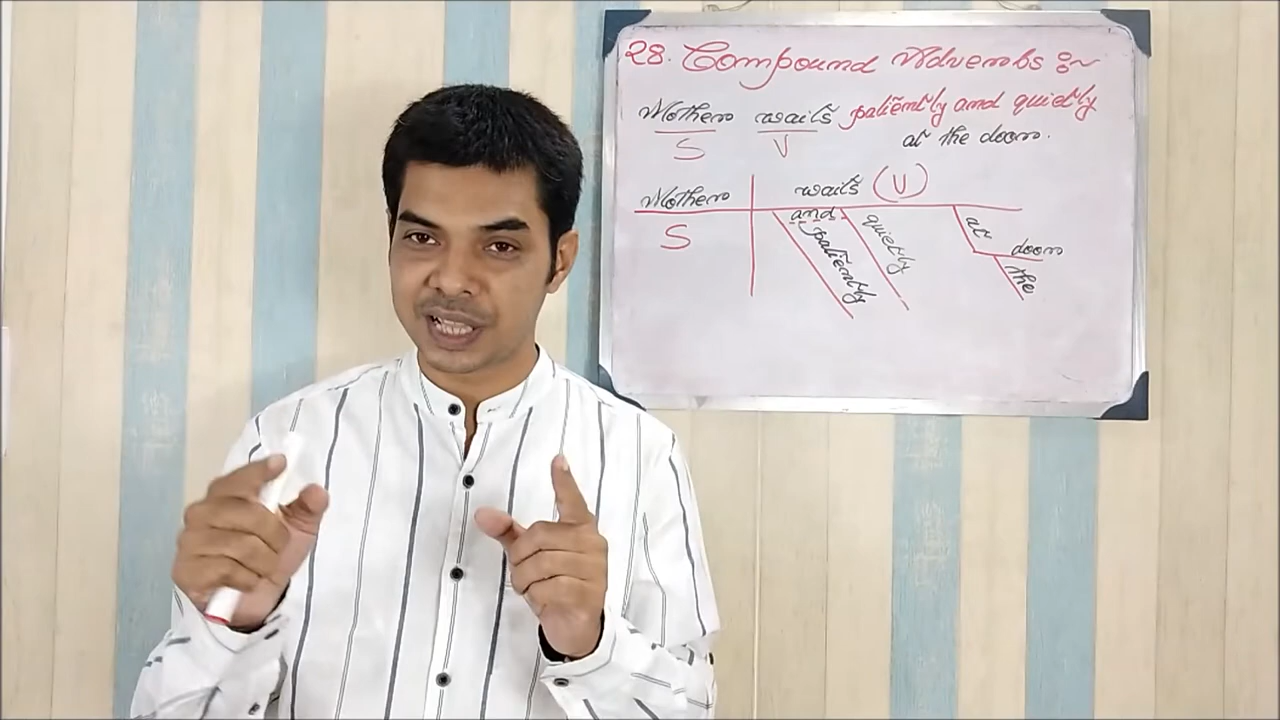 28. Compound Adverbs :~
Mother waits patiently and quietly
at the door.
S V
Mother waits (V)
S
and
patiently
quietly
at
door
the